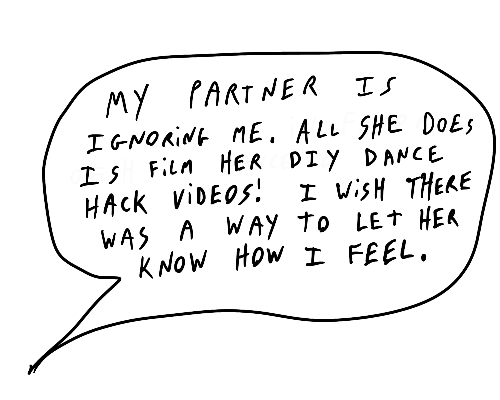 MY PARTNER IS
IGNORING ME. ALL SHE DOES
IS FILM HER DIY DANCE
HACK VIDEOS! I WISH THERE
WAS A WAY TO LET HER
KNOW HOW I FEEL.